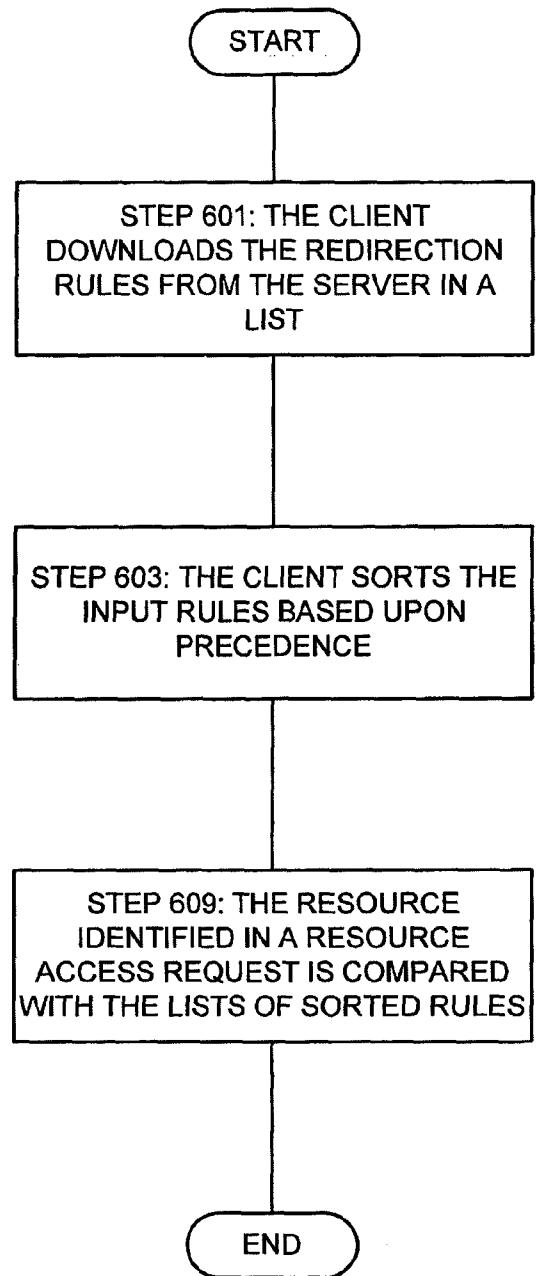 START
STEP 601: THE CLIENT
DOWNLOADS THE REDIRECTION
RULES FROM THE SERVER IN A
LIST
STEP 603: THE CLIENT SORTS THE
INPUT RULES BASED UPON
PRECEDENCE
STEP 609: THE RESOURCE
IDENTIFIED IN A RESOURCE
ACCESS REQUEST IS COMPARED
WITH THE LISTS OF SORTED RULES
END